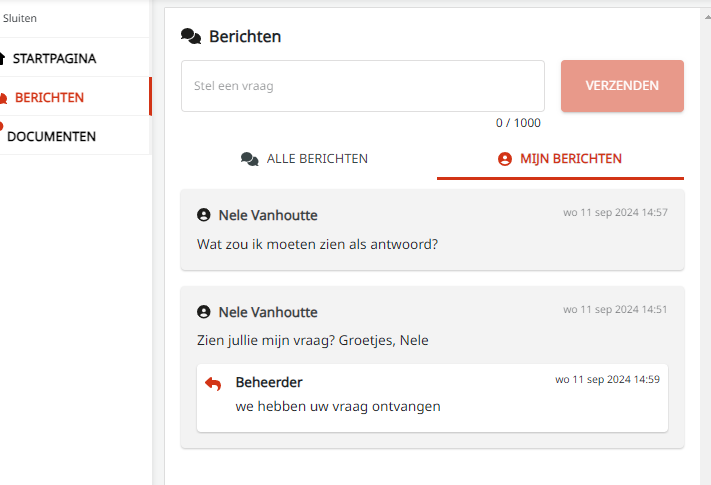 Sluiten
STARTPAGINA
BERICHTEN
DOCUMENTEN
Berichten
Stel een vraag
VERZENDEN
0 / 1000
ALLE BERICHTEN
MIJN BERICHTEN
Nele Vanhoutte
wo 11 sep 2024 14:57
Wat zou ik moeten zien als antwoord?
Nele Vanhoutte
wo 11 sep 2024 14:51
Zien jullie mijn vraag? Groetjes, Nele
Beheerder
wo 11 sep 2024 14:59
we hebben uw vraag ontvangen